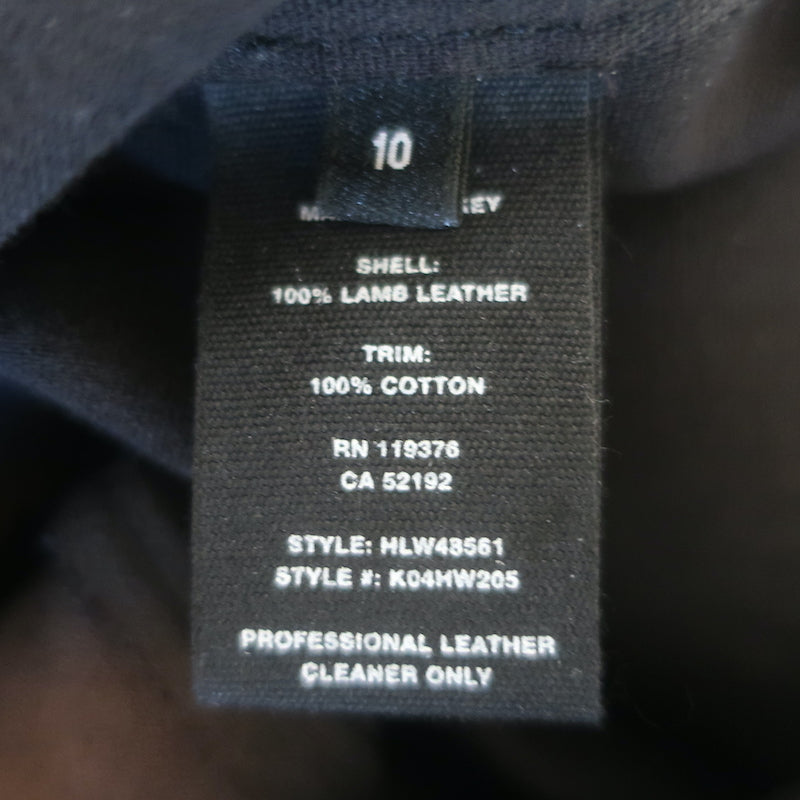 10
SHELL:
100% LAMB LEATHER
TRIM:
100% COTTON
RN 119376
CA 52192
STYLE: HLW43561
STYLE #: K04HW205
PROFESSIONAL LEATHER
CLEANER ONLY